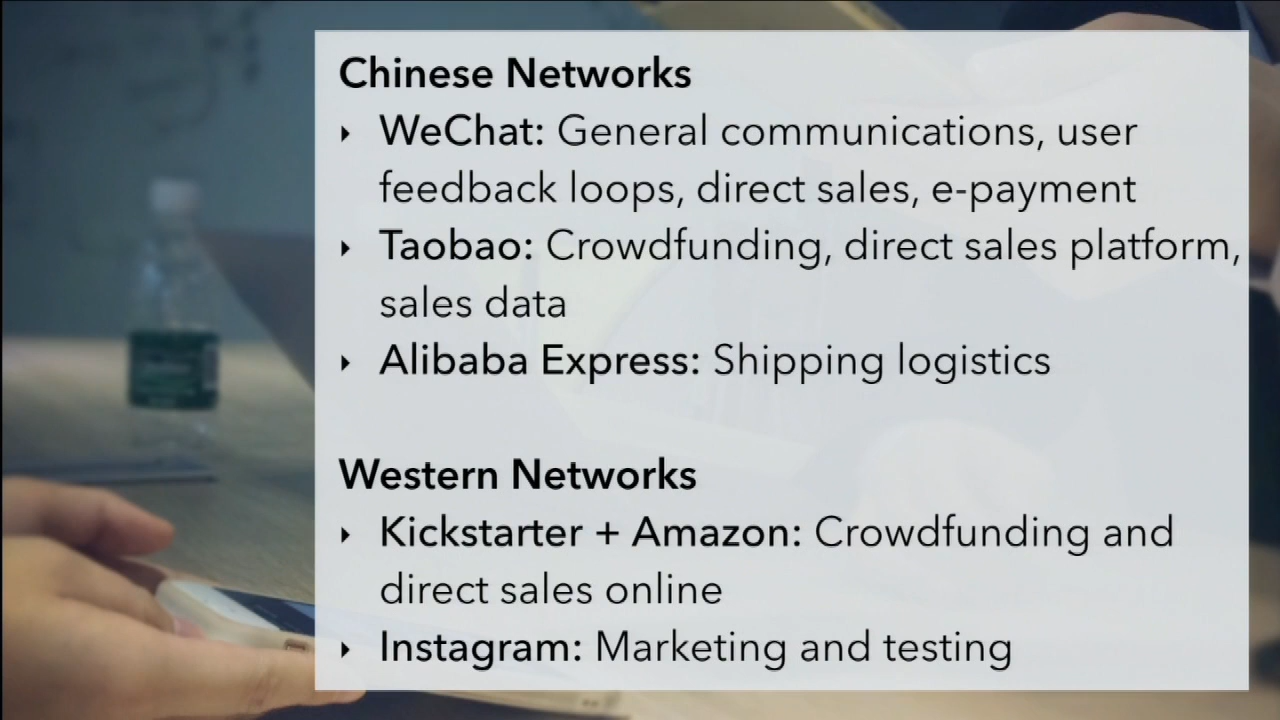 Chinese Networks
‣ WeChat: General communications, user
feedback loops, direct sales, e-payment
‣ Taobao: Crowdfunding, direct sales platform,
sales data
‣ Alibaba Express: Shipping logistics
Western Networks
‣ Kickstarter + Amazon: Crowdfunding and
direct sales online
‣ Instagram: Marketing and testing